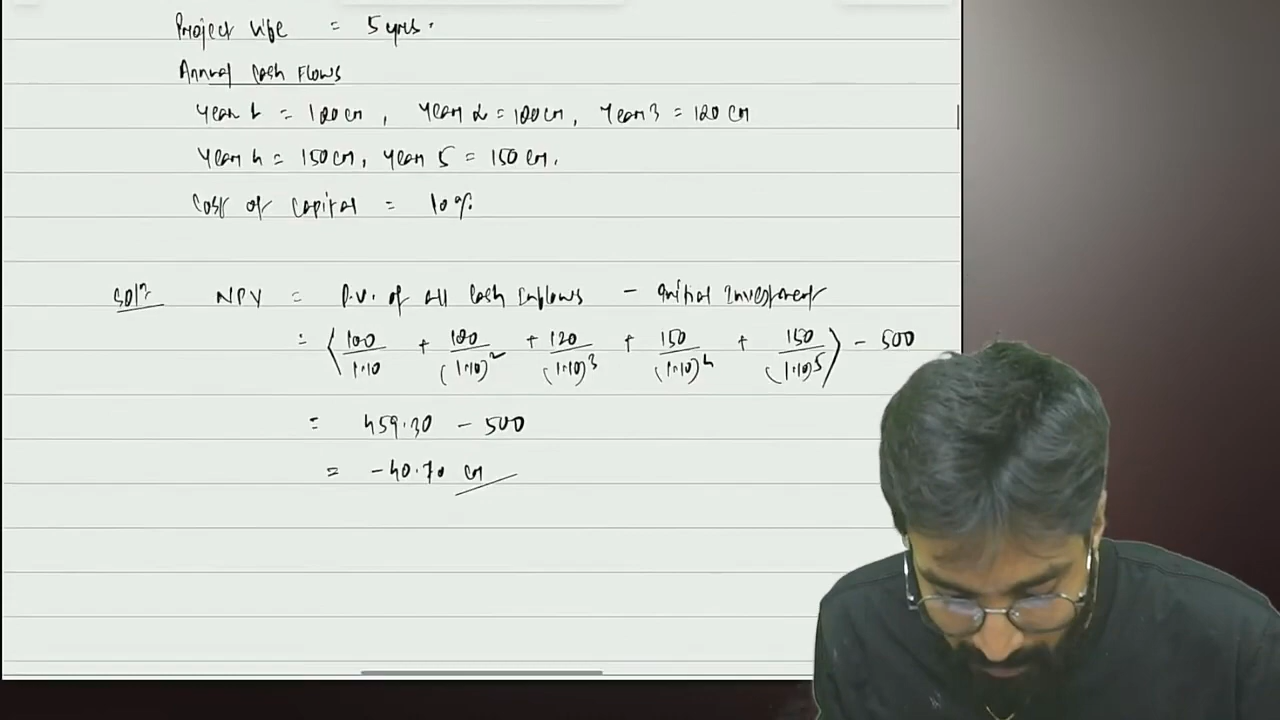 Project life = 5 yrs.
Annual Cash Flows
Year 1 = 100 cr, Year 2 = 100 cr, Year 3 = 120 cr
Year 4 = 150 cr, Year 5 = 150 cr.
Cost of Capital = 10%
Solⁿ NPV = P.V. of all Cash Inflows - Initial Investment
= (100/1.10 + 100/(1.10)² + 120/(1.10)³ + 150/(1.10)⁴ + 150/(1.10)⁵) - 500
= 459.30 - 500
= -40.70 cr